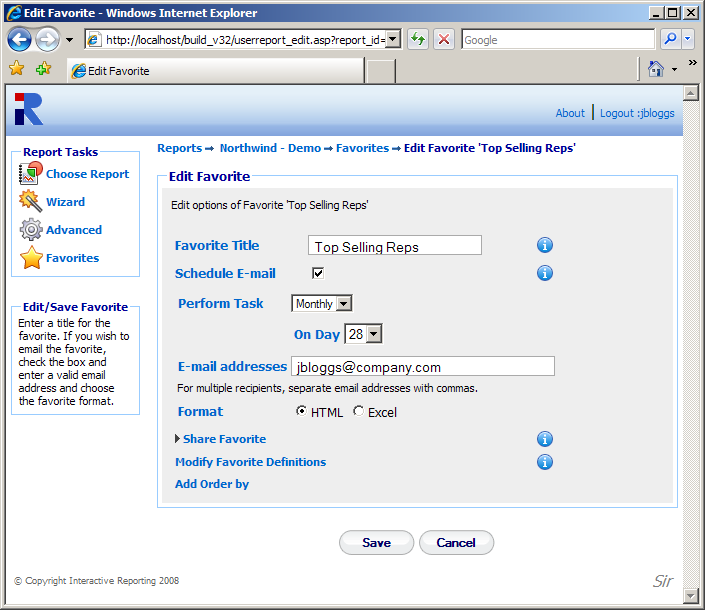 Edit Favorite - Windows Internet Explorer
http://localhost/build_v32/userreport_edit.asp?report_id=
Google
Edit Favorite
»
iR
About | Logout :jbloggs
Report Tasks
Choose Report
Wizard
Advanced
Favorites
Edit/Save Favorite
Enter a title for the
favorite. If you wish to
email the favorite,
check the box and
enter a valid email
address and choose
the favorite format.
Reports → Northwind - Demo → Favorites → Edit Favorite 'Top Selling Reps'
Edit Favorite
Edit options of Favorite 'Top Selling Reps'
Favorite Title Top Selling Reps
Schedule E-mail
Perform Task Monthly
On Day 28
E-mail addresses jbloggs@company.com
For multiple recipients, separate email addresses with commas.
Format HTML Excel
Share Favorite
Modify Favorite Definitions
Add Order by
Save Cancel
© Copyright Interactive Reporting 2008
Sir